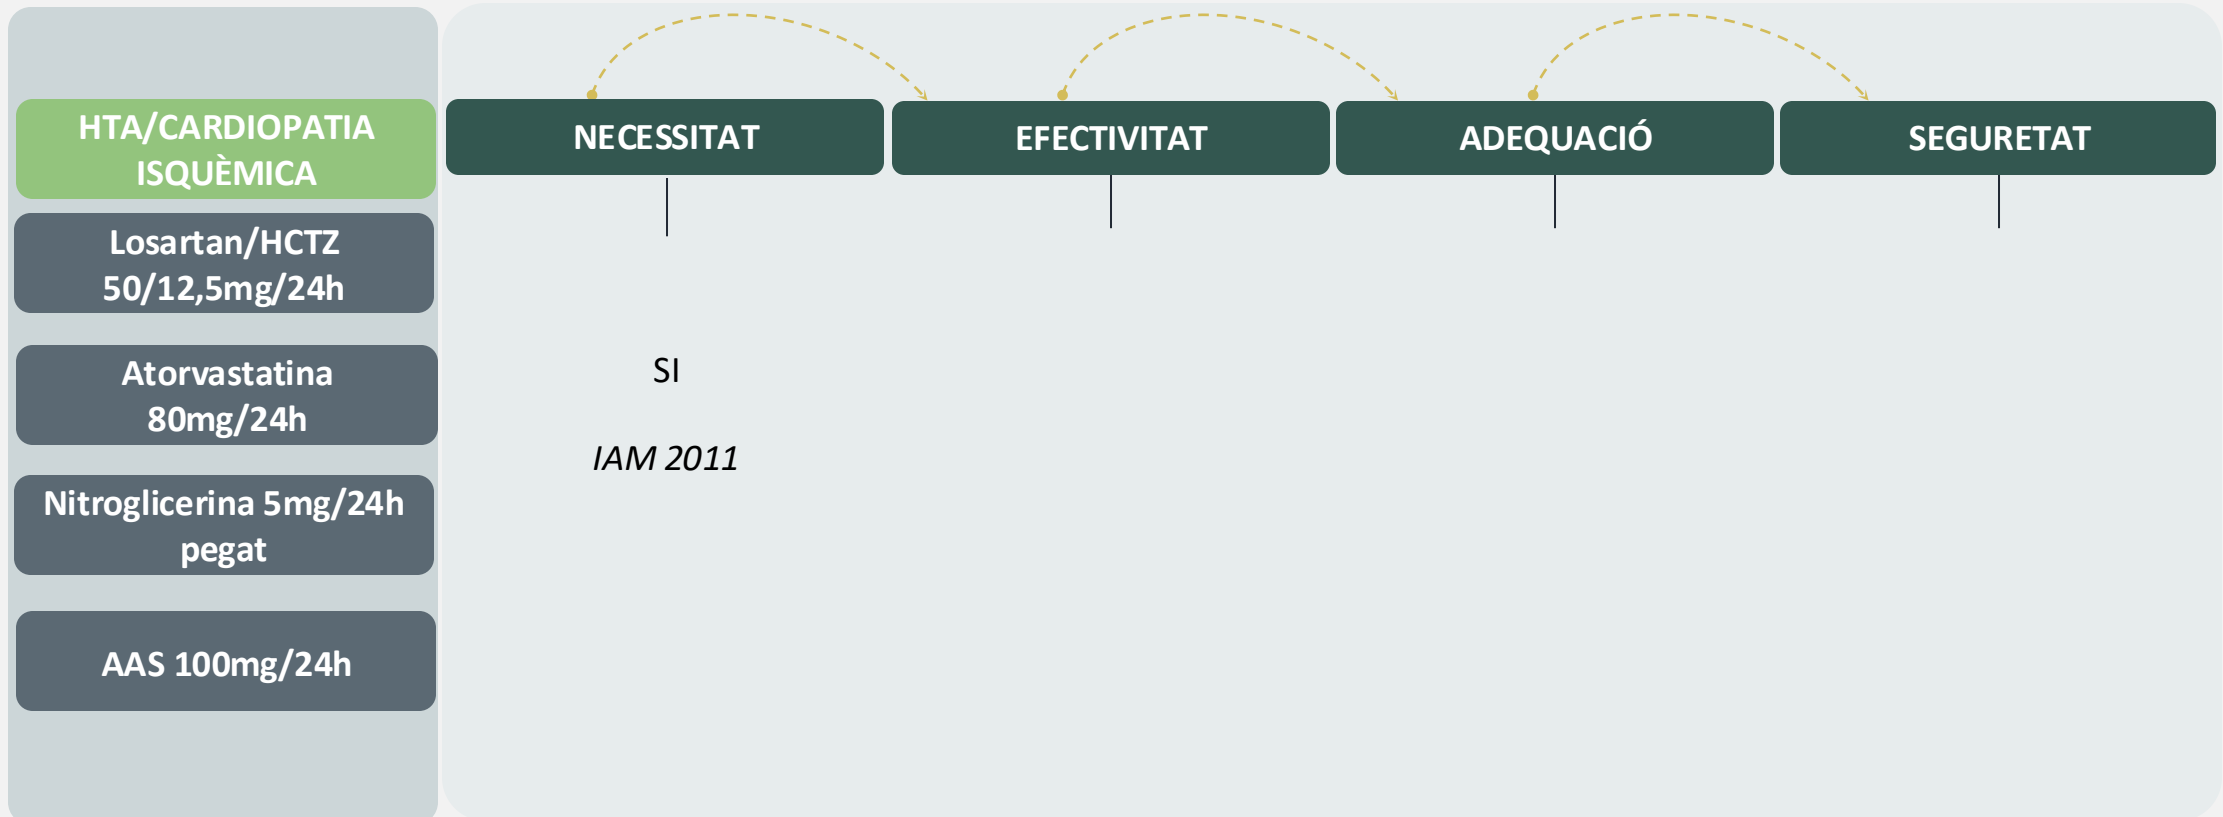 HTA/CARDIOPATIA
ISQUÈMICA
NECESSITAT
EFECTIVITAT
ADEQUACIÓ
SEGURETAT
Losartan/HCTZ
50/12,5mg/24h
Atorvastatina
80mg/24h
SI
IAM 2011
Nitroglicerina 5mg/24h
pegat
AAS 100mg/24h